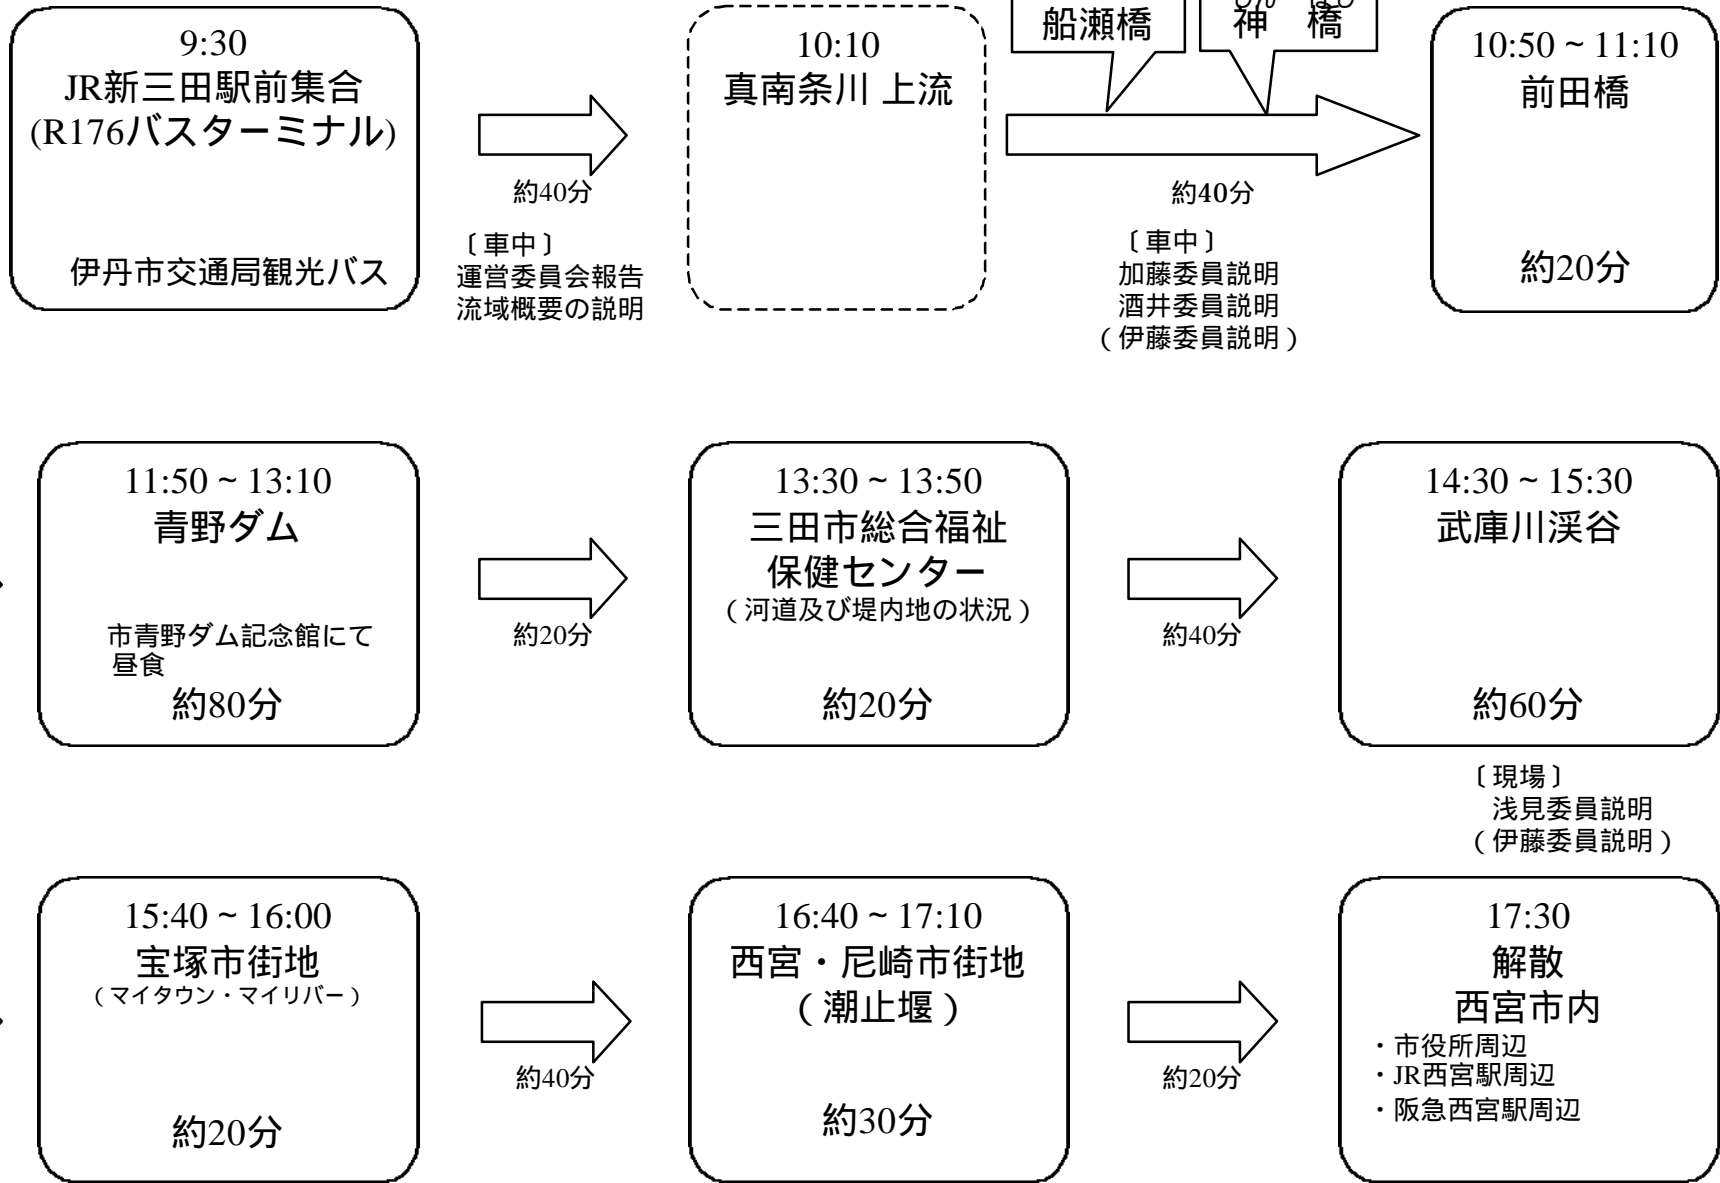 9:30
JR新三田駅前集合
(R176バスターミナル)
伊丹市交通局観光バス
約40分
〔車中〕
運営委員会報告
流域概要の説明
10:10
真南条川 上流
船瀬橋
神　橋
約40分
〔車中〕
加藤委員説明
酒井委員説明
（伊藤委員説明）
10:50 ~ 11:10
前田橋
約20分
11:50 ~ 13:10
青野ダム
市青野ダム記念館にて
昼食
約80分
約20分
13:30 ~ 13:50
三田市総合福祉
保健センター
（河道及び堤内地の状況）
約20分
約40分
14:30 ~ 15:30
武庫川渓谷
約60分
〔現場〕
浅見委員説明
（伊藤委員説明）
15:40 ~ 16:00
宝塚市街地
（マイタウン・マイリバー）
約20分
約40分
16:40 ~ 17:10
西宮・尼崎市街地
（潮止堰）
約30分
約20分
17:30
解散
西宮市内
・市役所周辺
・JR西宮駅周辺
・阪急西宮駅周辺